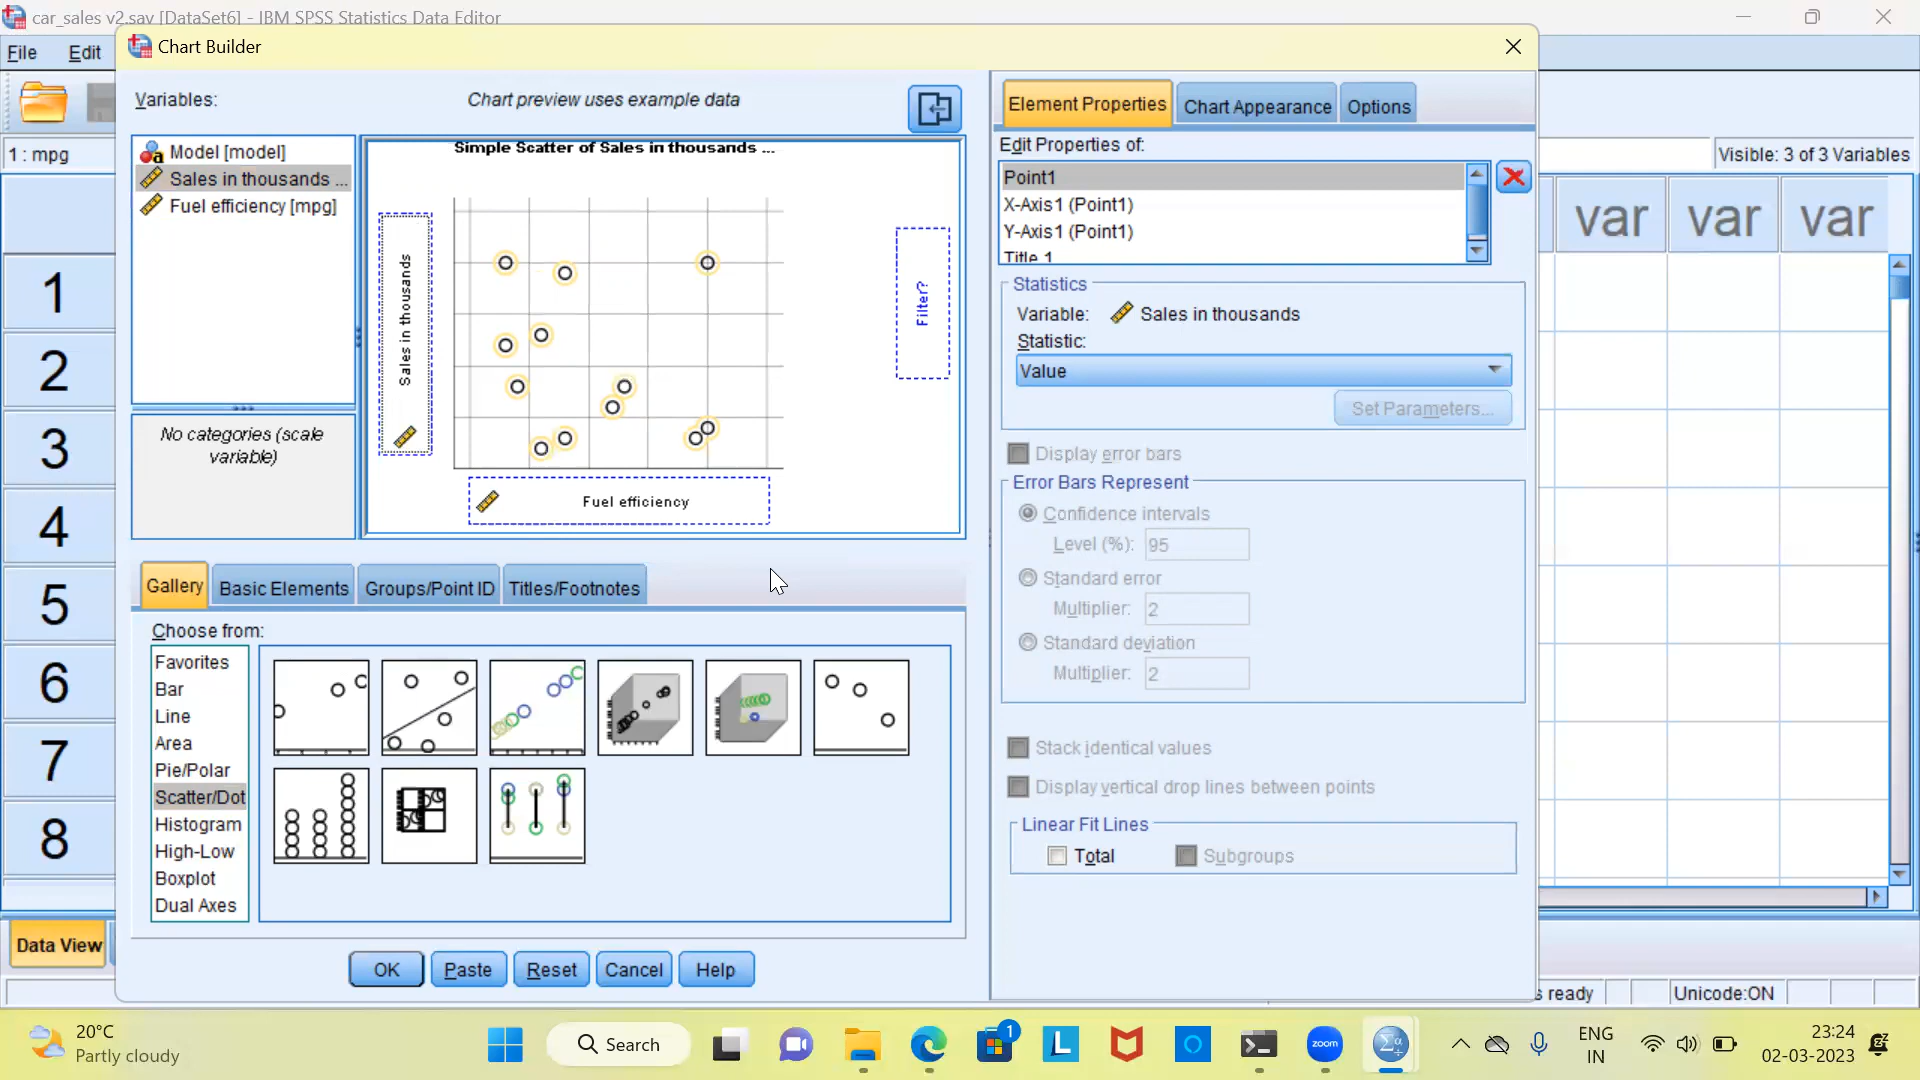 car_sales v2.sav [DataSet6] - IBM SPSS Statistics Data Editor
File Edit
Chart Builder
Variables:
Chart preview uses example data
Model [model]
Sales in thousands ...
Fuel efficiency [mpg]
No categories (scale
variable)
Simple Scatter of Sales in thousands ...
Sales in thousands
Filter?
Fuel efficiency
Gallery Basic Elements Groups/Point ID Titles/Footnotes
Choose from:
Favorites
Bar
Line
Area
Pie/Polar
Scatter/Dot
Histogram
High-Low
Boxplot
Dual Axes
OK Paste Reset Cancel Help
Element Properties Chart Appearance Options
Edit Properties of:
Point1
X-Axis1 (Point1)
Y-Axis1 (Point1)
Title 1
Statistics
Variable: Sales in thousands
Statistic:
Value
Set Parameters...
Display error bars
Error Bars Represent
Confidence intervals
Level (%): 95
Standard error
Multiplier: 2
Standard deviation
Multiplier: 2
Stack identical values
Display vertical drop lines between points
Linear Fit Lines
Total Subgroups
1 : mpg
Visible: 3 of 3 Variables
var var var
1
2
3
4
5
6
7
8
Data View
ready Unicode:ON
20°C
Partly cloudy
Search
1
L
zoom
Σα
ENG
IN
23:24
02-03-2023